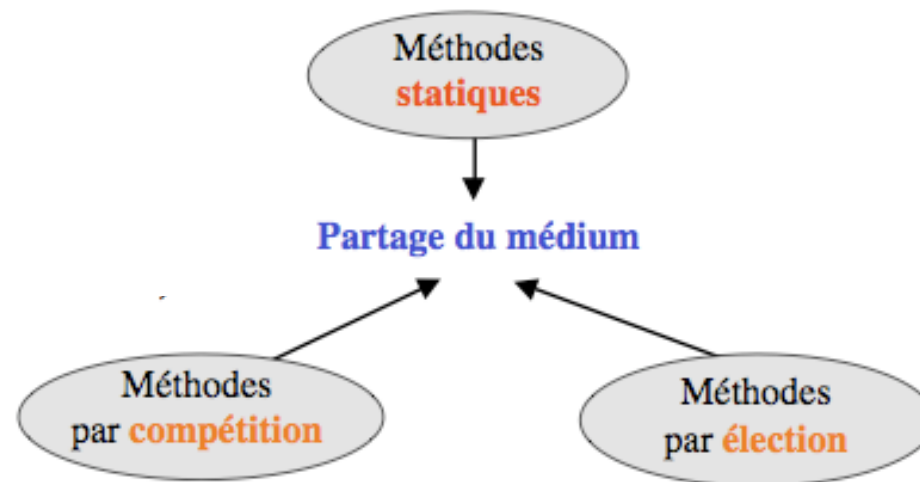 Méthodes
statiques
Partage du médium
Méthodes
par compétition
Méthodes
par élection